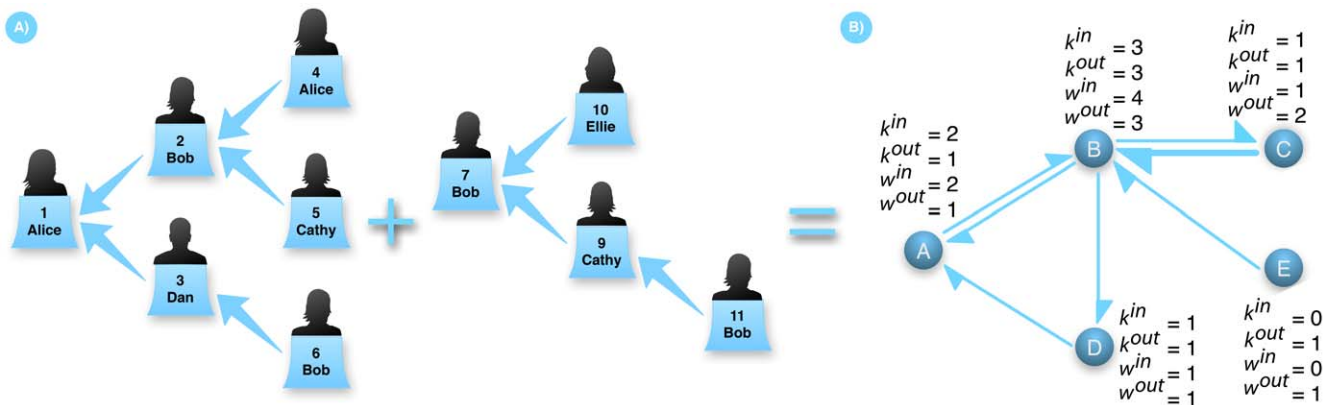 A)
4
Alice
2
Bob
1
Alice
5
Cathy
3
Dan
6
Bob
+
10
Ellie
7
Bob
9
Cathy
11
Bob
=
B)
k^in = 3
k^out = 3
w^in = 4
w^out = 3
k^in = 1
k^out = 1
w^in = 1
w^out = 2
k^in = 2
k^out = 1
w^in = 2
w^out = 1
B
C
A
E
D
k^in = 1
k^out = 1
w^in = 1
w^out = 1
k^in = 0
k^out = 1
w^in = 0
w^out = 1